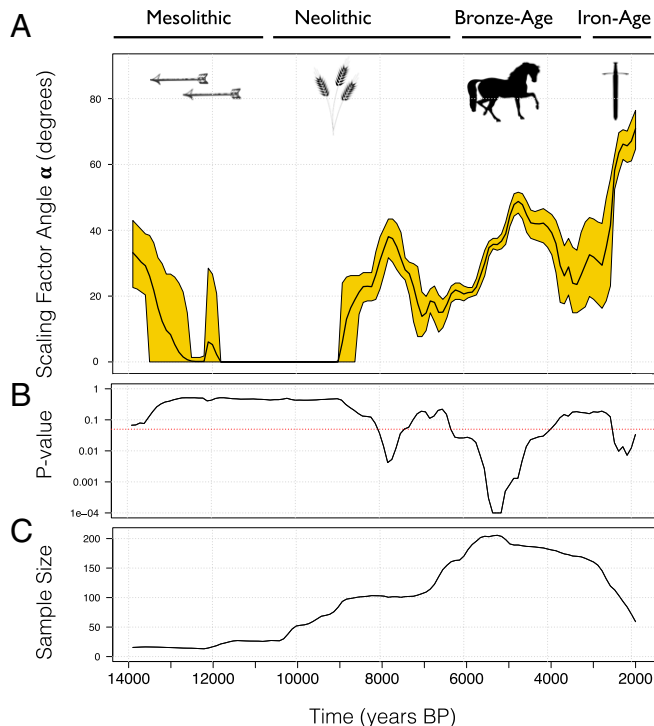 Mesolithic Neolithic Bronze-Age Iron-Age
A
Scaling Factor Angle α (degrees)
80
60
40
20
0
B
P-value
1
0.1
0.01
0.001
1e−04
C
Sample Size
200
150
100
50
0
14000 12000 10000 8000 6000 4000 2000
Time (years BP)